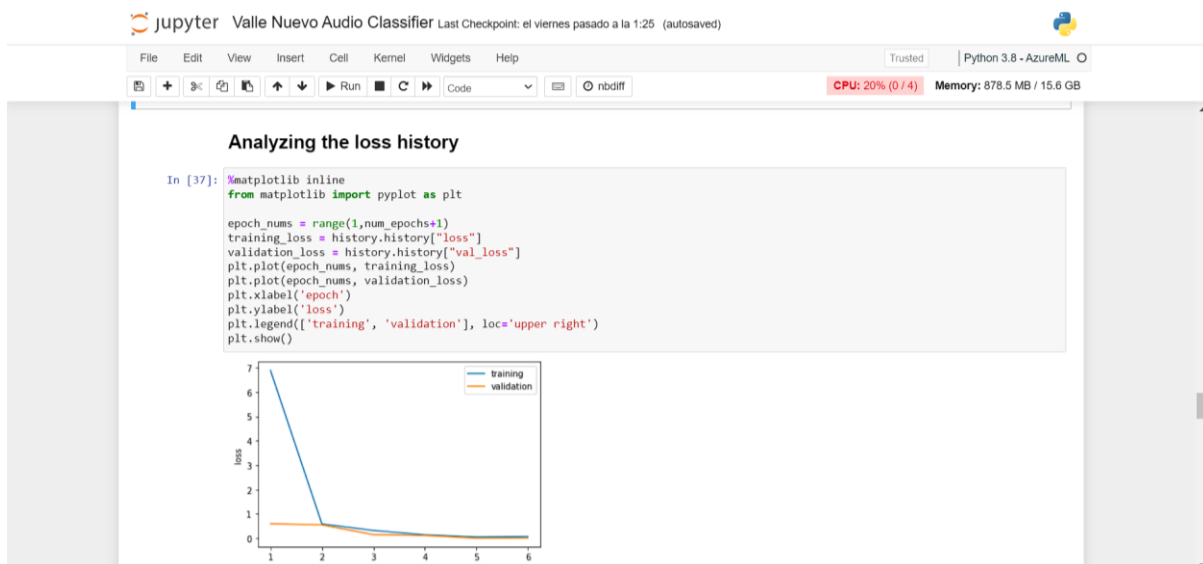 jupyter Valle Nuevo Audio Classifier Last Checkpoint: el viernes pasado a la 1:25 (autosaved)
File Edit View Insert Cell Kernel Widgets Help Trusted Python 3.8 - AzureML
Run Code nbdiff CPU: 20% (0 / 4) Memory: 878.5 MB / 15.6 GB
Analyzing the loss history
In [37]: %matplotlib inline
from matplotlib import pyplot as plt
epoch_nums = range(1,num_epochs+1)
training_loss = history.history["loss"]
validation_loss = history.history["val_loss"]
plt.plot(epoch_nums, training_loss)
plt.plot(epoch_nums, validation_loss)
plt.xlabel('epoch')
plt.ylabel('loss')
plt.legend(['training', 'validation'], loc='upper right')
plt.show()
training
validation
7
6
5
4
3
2
1
0
loss
1 2 3 4 5 6